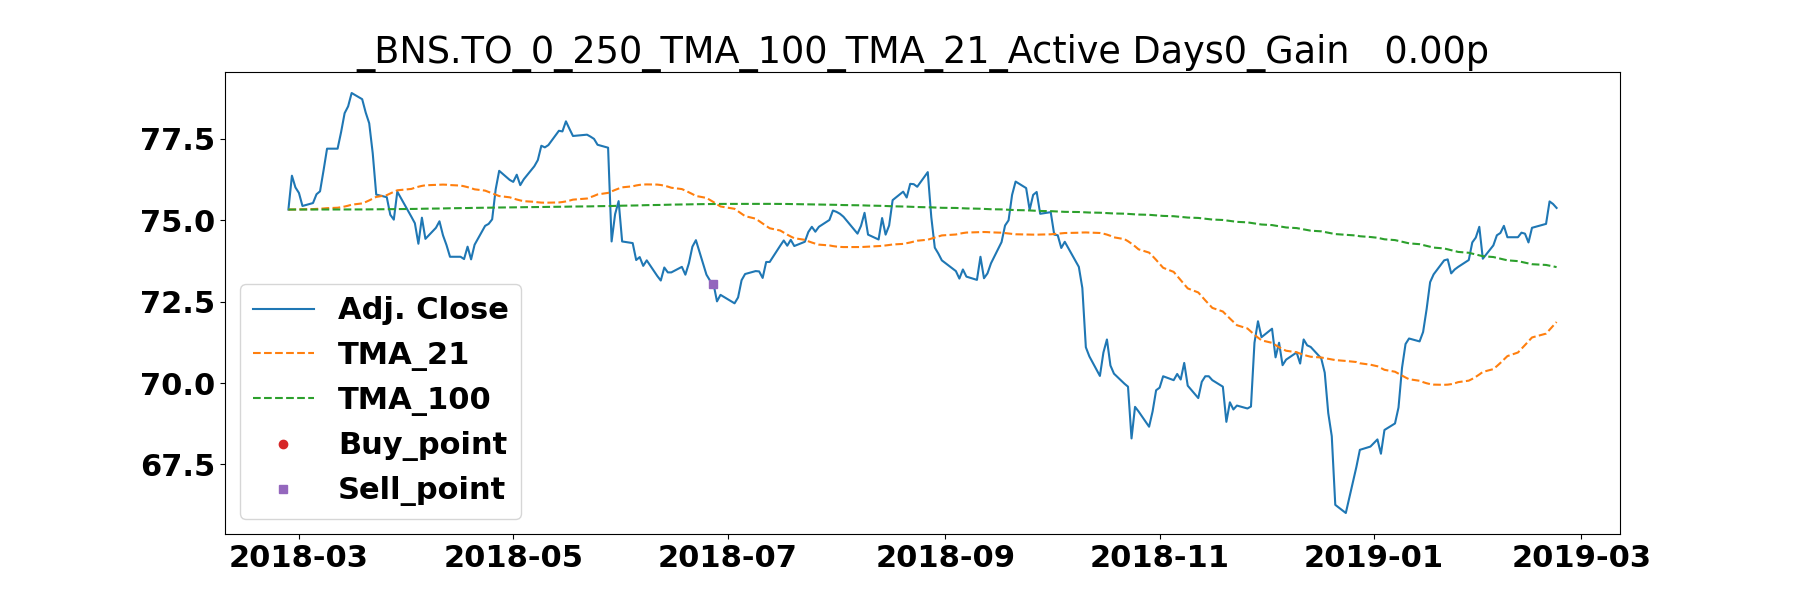 _BNS.TO_0_250_TMA_100_TMA_21_Active Days0_Gain   0.00p
77.5
75.0
72.5
70.0
67.5
Adj. Close
TMA_21
TMA_100
Buy_point
Sell_point
2018-03 2018-05 2018-07 2018-09 2018-11 2019-01 2019-03